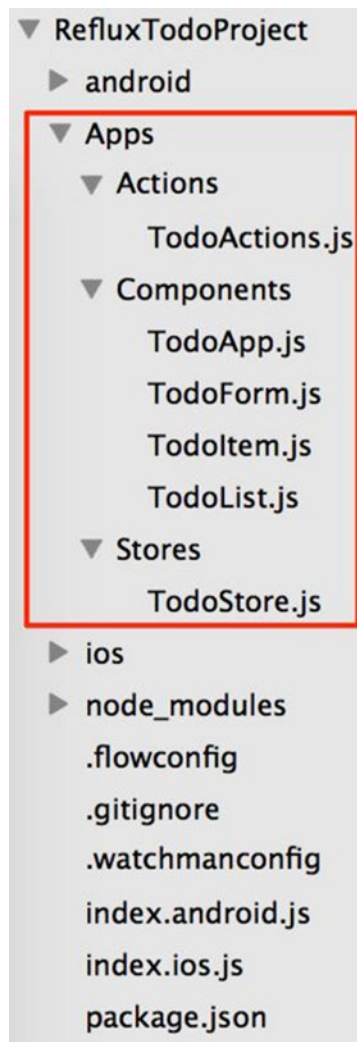 RefluxTodoProject
android
Apps
Actions
TodoActions.js
Components
TodoApp.js
TodoForm.js
TodoItem.js
TodoList.js
Stores
TodoStore.js
ios
node_modules
.flowconfig
.gitignore
.watchmanconfig
index.android.js
index.ios.js
package.json